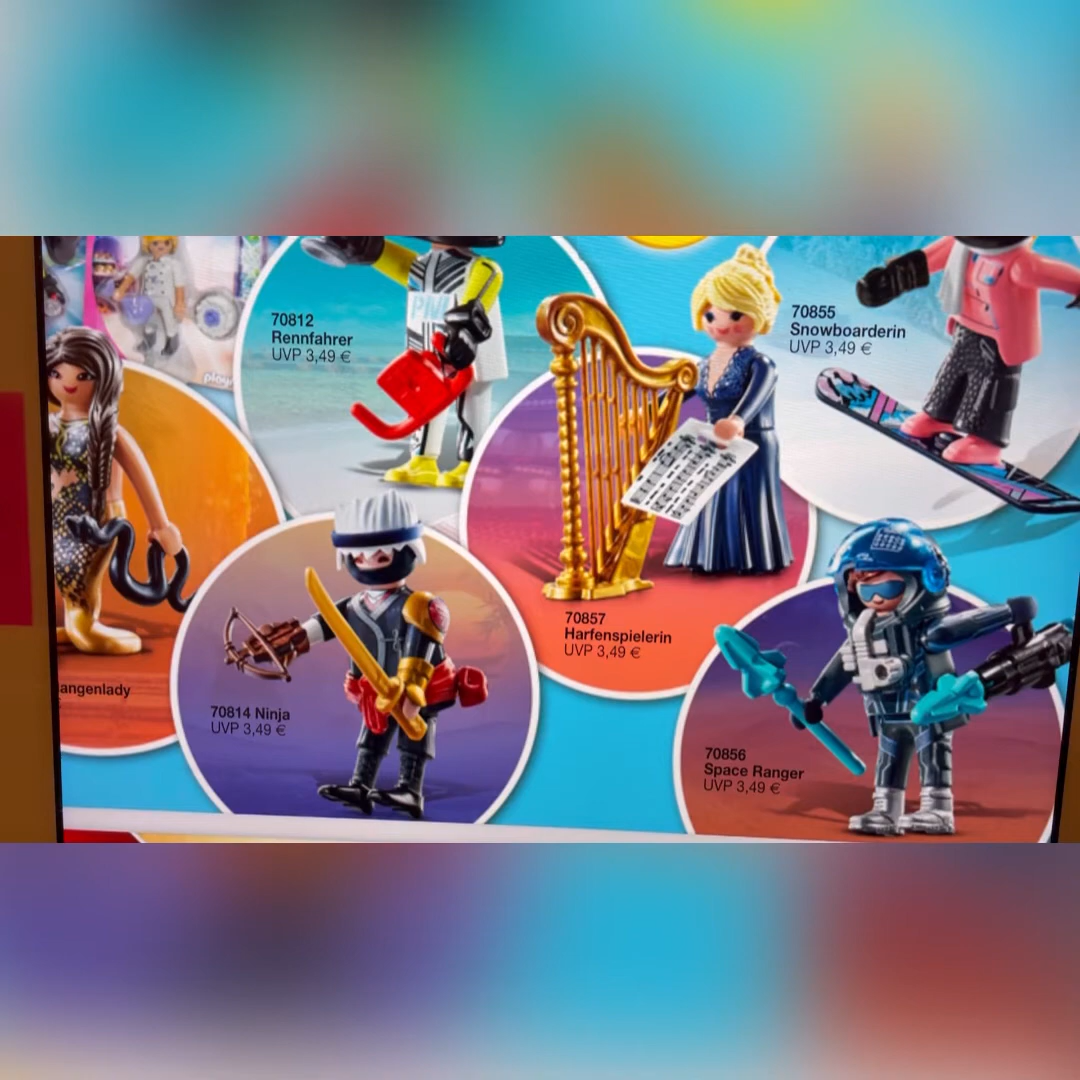 70812
Rennfahrer
UVP 3,49 €
70855
Snowboarderin
UVP 3,49 €
play
70857
Harfenspielerin
UVP 3,49 €
angenlady
70814 Ninja
UVP 3,49 €
70856
Space Ranger
UVP 3,49 €